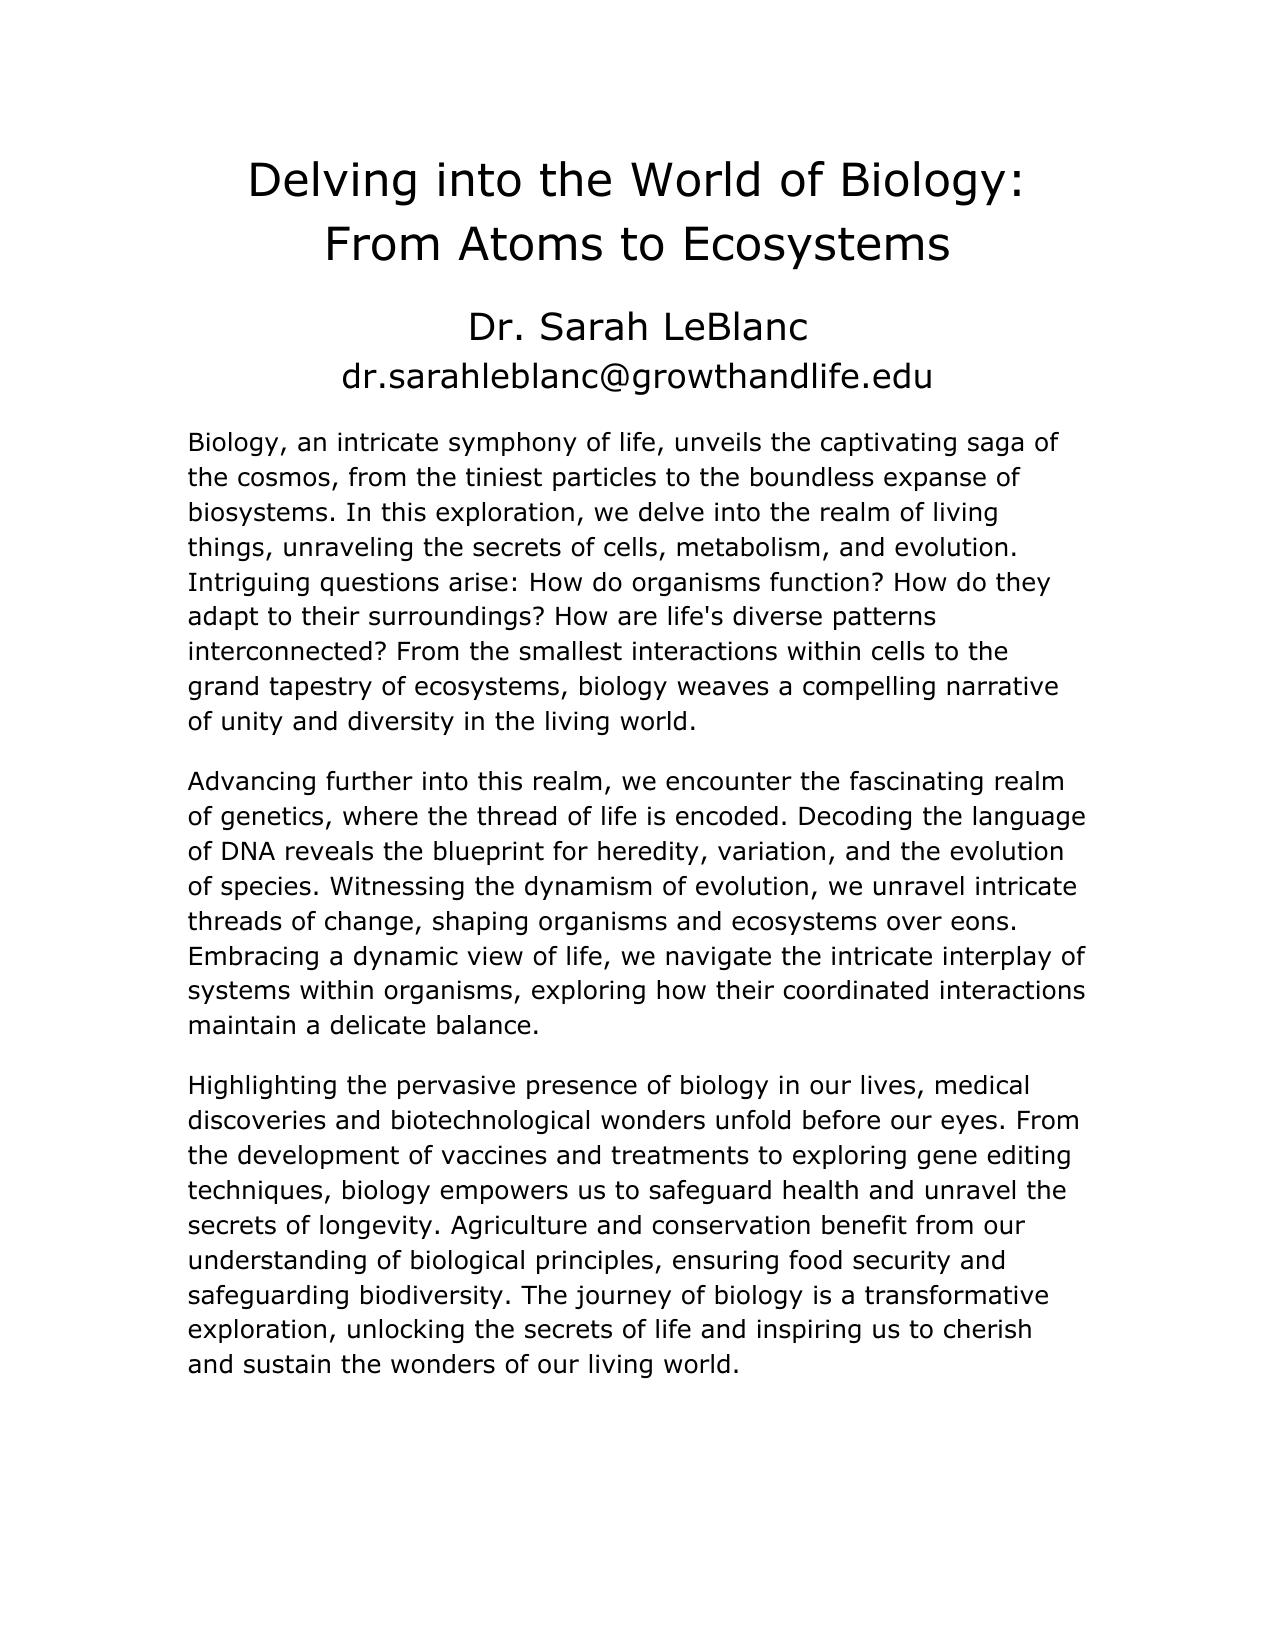 Delving into the World of Biology:
From Atoms to Ecosystems
Dr. Sarah LeBlanc
dr.sarahleblanc@growthandlife.edu
Biology, an intricate symphony of life, unveils the captivating saga of
the cosmos, from the tiniest particles to the boundless expanse of
biosystems. In this exploration, we delve into the realm of living
things, unraveling the secrets of cells, metabolism, and evolution.
Intriguing questions arise: How do organisms function? How do they
adapt to their surroundings? How are life's diverse patterns
interconnected? From the smallest interactions within cells to the
grand tapestry of ecosystems, biology weaves a compelling narrative
of unity and diversity in the living world.
Advancing further into this realm, we encounter the fascinating realm
of genetics, where the thread of life is encoded. Decoding the language
of DNA reveals the blueprint for heredity, variation, and the evolution
of species. Witnessing the dynamism of evolution, we unravel intricate
threads of change, shaping organisms and ecosystems over eons.
Embracing a dynamic view of life, we navigate the intricate interplay of
systems within organisms, exploring how their coordinated interactions
maintain a delicate balance.
Highlighting the pervasive presence of biology in our lives, medical
discoveries and biotechnological wonders unfold before our eyes. From
the development of vaccines and treatments to exploring gene editing
techniques, biology empowers us to safeguard health and unravel the
secrets of longevity. Agriculture and conservation benefit from our
understanding of biological principles, ensuring food security and
safeguarding biodiversity. The journey of biology is a transformative
exploration, unlocking the secrets of life and inspiring us to cherish
and sustain the wonders of our living world.